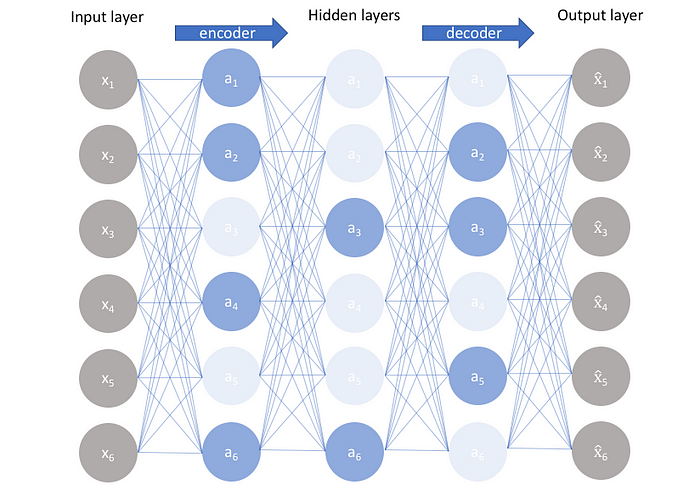 Input layer
Hidden layers
Output layer
encoder
decoder
x₁ a₁ a₁ a₁ x̂₁
x₂ a₂ a₂ a₂ x̂₂
x₃ a₃ a₃ a₃ x̂₃
x₄ a₄ a₄ a₄ x̂₄
x₅ a₅ a₅ a₅ x̂₅
x₆ a₆ a₆ a₆ x̂₆